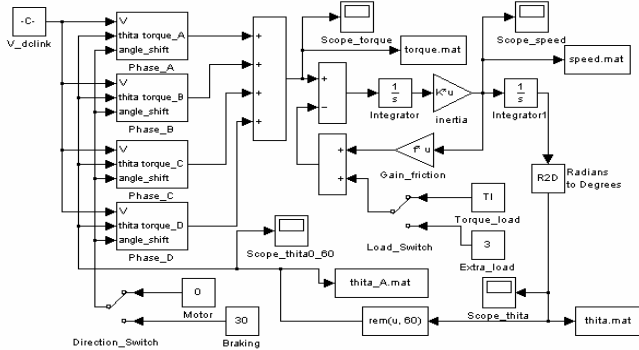 -C-
V_dclink
V
thita torque_A
angle_shift
Phase_A
V
thita torque_B
angle_shift
Phase_B
V
thita torque_C
angle_shift
Phase_C
V
thita torque_D
angle_shift
Phase_D
+
+
+
+
Scope_torque
torque.mat
+
−
1
s
Integrator
K*u
inertia
Scope_speed
speed.mat
1
s
Integrator1
R2D
Radians
to Degrees
+
+
f*u
Gain_friction
TI
Torque_load
Load_Switch
3
Extra_load
Scope_thita0_60
thita_A.mat
Scope_thita
rem(u, 60)
thita.mat
0
Motor
30
Braking
Direction_Switch